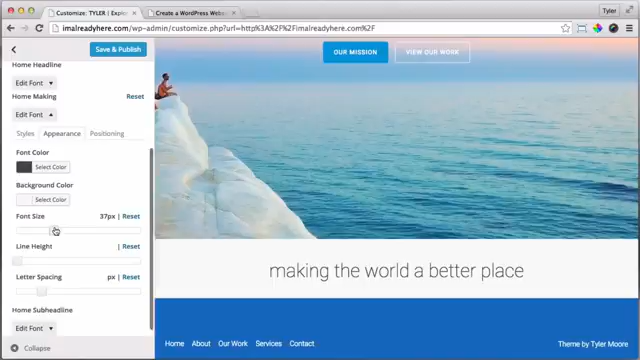 Customize: TYLER | Explor
Create a WordPress Websi
Tyler
imalreadyhere.com/wp-admin/customize.php?url=http%3A%2F%2Fimalreadyhere.com%2F
Save & Publish
Home Headline
Edit Font
Home Making
Reset
Edit Font
Styles
Appearance
Positioning
Font Color
Select Color
Background Color
Select Color
Font Size
37px | Reset
Line Height
| Reset
Letter Spacing
px | Reset
Home Subheadline
Edit Font
Collapse
OUR MISSION
VIEW OUR WORK
making the world a better place
Home
About
Our Work
Services
Contact
Theme by Tyler Moore